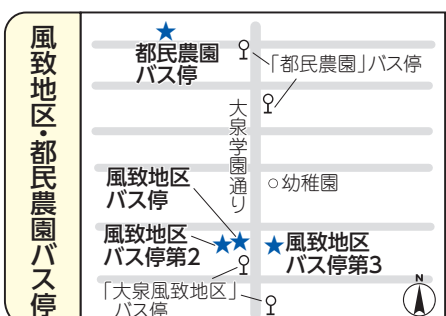 風致地区・都民農園バス停
都民農園
バス停
「都民農園」バス停
大泉学園通り
風致地区
バス停
幼稚園
風致地区
バス停第2
風致地区
バス停第3
「大泉風致地区」
バス停
N